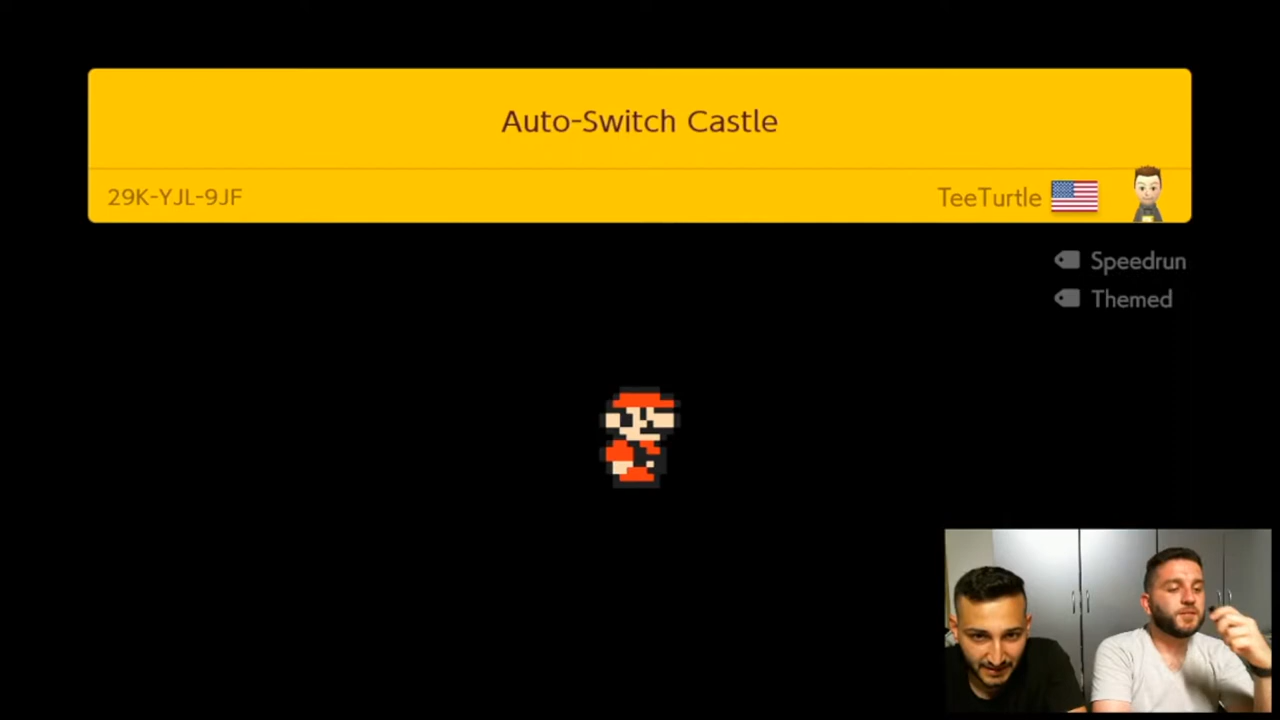 Auto-Switch Castle
29K-YJL-9JF
TeeTurtle
Speedrun
Themed